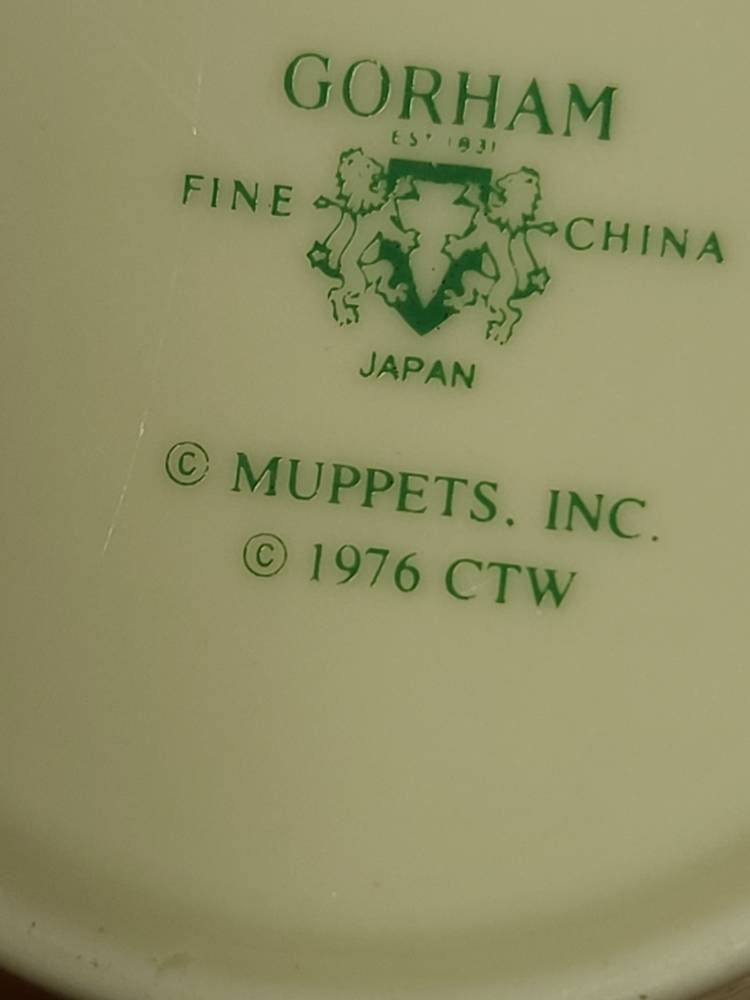 GORHAM
EST 1831
FINE CHINA
JAPAN
© MUPPETS. INC.
© 1976 CTW